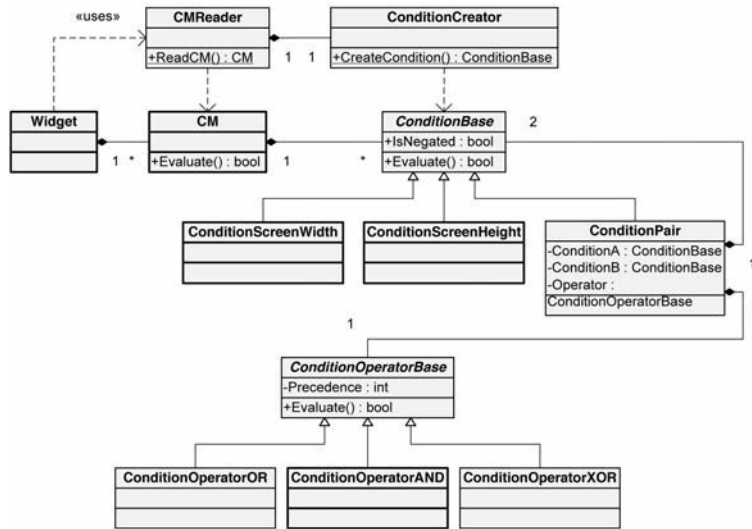 «uses»
CMReader
+ReadCM() : CM
1
1
ConditionCreator
+CreateCondition() : ConditionBase
Widget
1
*
CM
+Evaluate() : bool
1
*
ConditionBase
+IsNegated : bool
+Evaluate() : bool
2
ConditionScreenWidth
ConditionScreenHeight
ConditionPair
-ConditionA : ConditionBase
-ConditionB : ConditionBase
-Operator :
ConditionOperatorBase
1
1
ConditionOperatorBase
-Precedence : int
+Evaluate() : bool
ConditionOperatorOR
ConditionOperatorAND
ConditionOperatorXOR